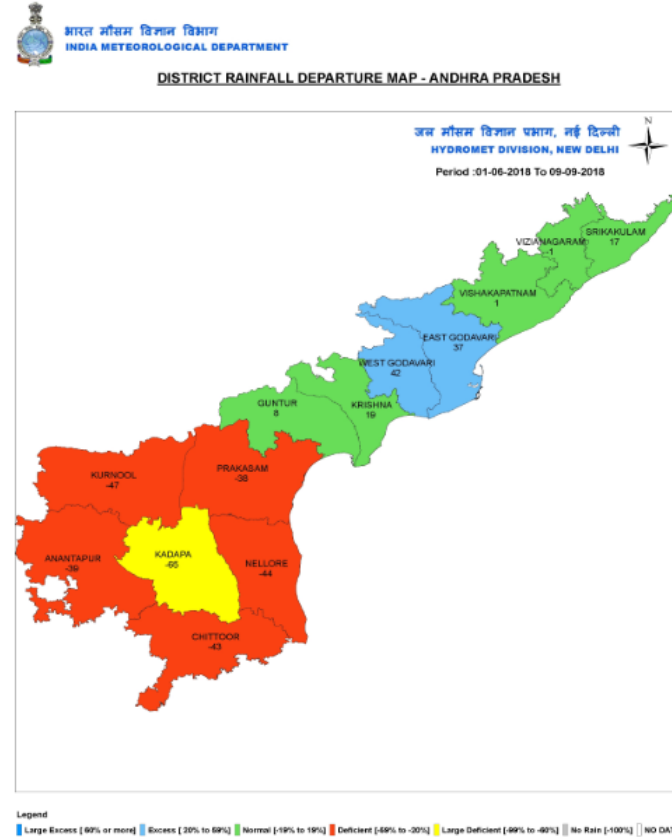 भारत मौसम विज्ञान विभाग
INDIA METEOROLOGICAL DEPARTMENT
DISTRICT RAINFALL DEPARTURE MAP - ANDHRA PRADESH
N
जल मौसम विज्ञान प्रभाग, नई दिल्ली
HYDROMET DIVISION, NEW DELHI
Period :01-06-2018 To 09-09-2018
SRIKAKULAM
17
VIZIANAGARAM
-1
VISHAKAPATNAM
1
EAST GODAVARI
37
WEST GODAVARI
42
GUNTUR
8
KRISHNA
19
KURNOOL
-47
PRAKASAM
-38
ANANTAPUR
-39
KADAPA
-65
NELLORE
-44
CHITTOOR
-43
Legend
Large Excess [ 60% or more] Excess [ 20% to 59%] Normal [-19% to 19%] Deficient [-59% to -20%] Large Deficient [-99% to -60%] No Rain [-100%] NO